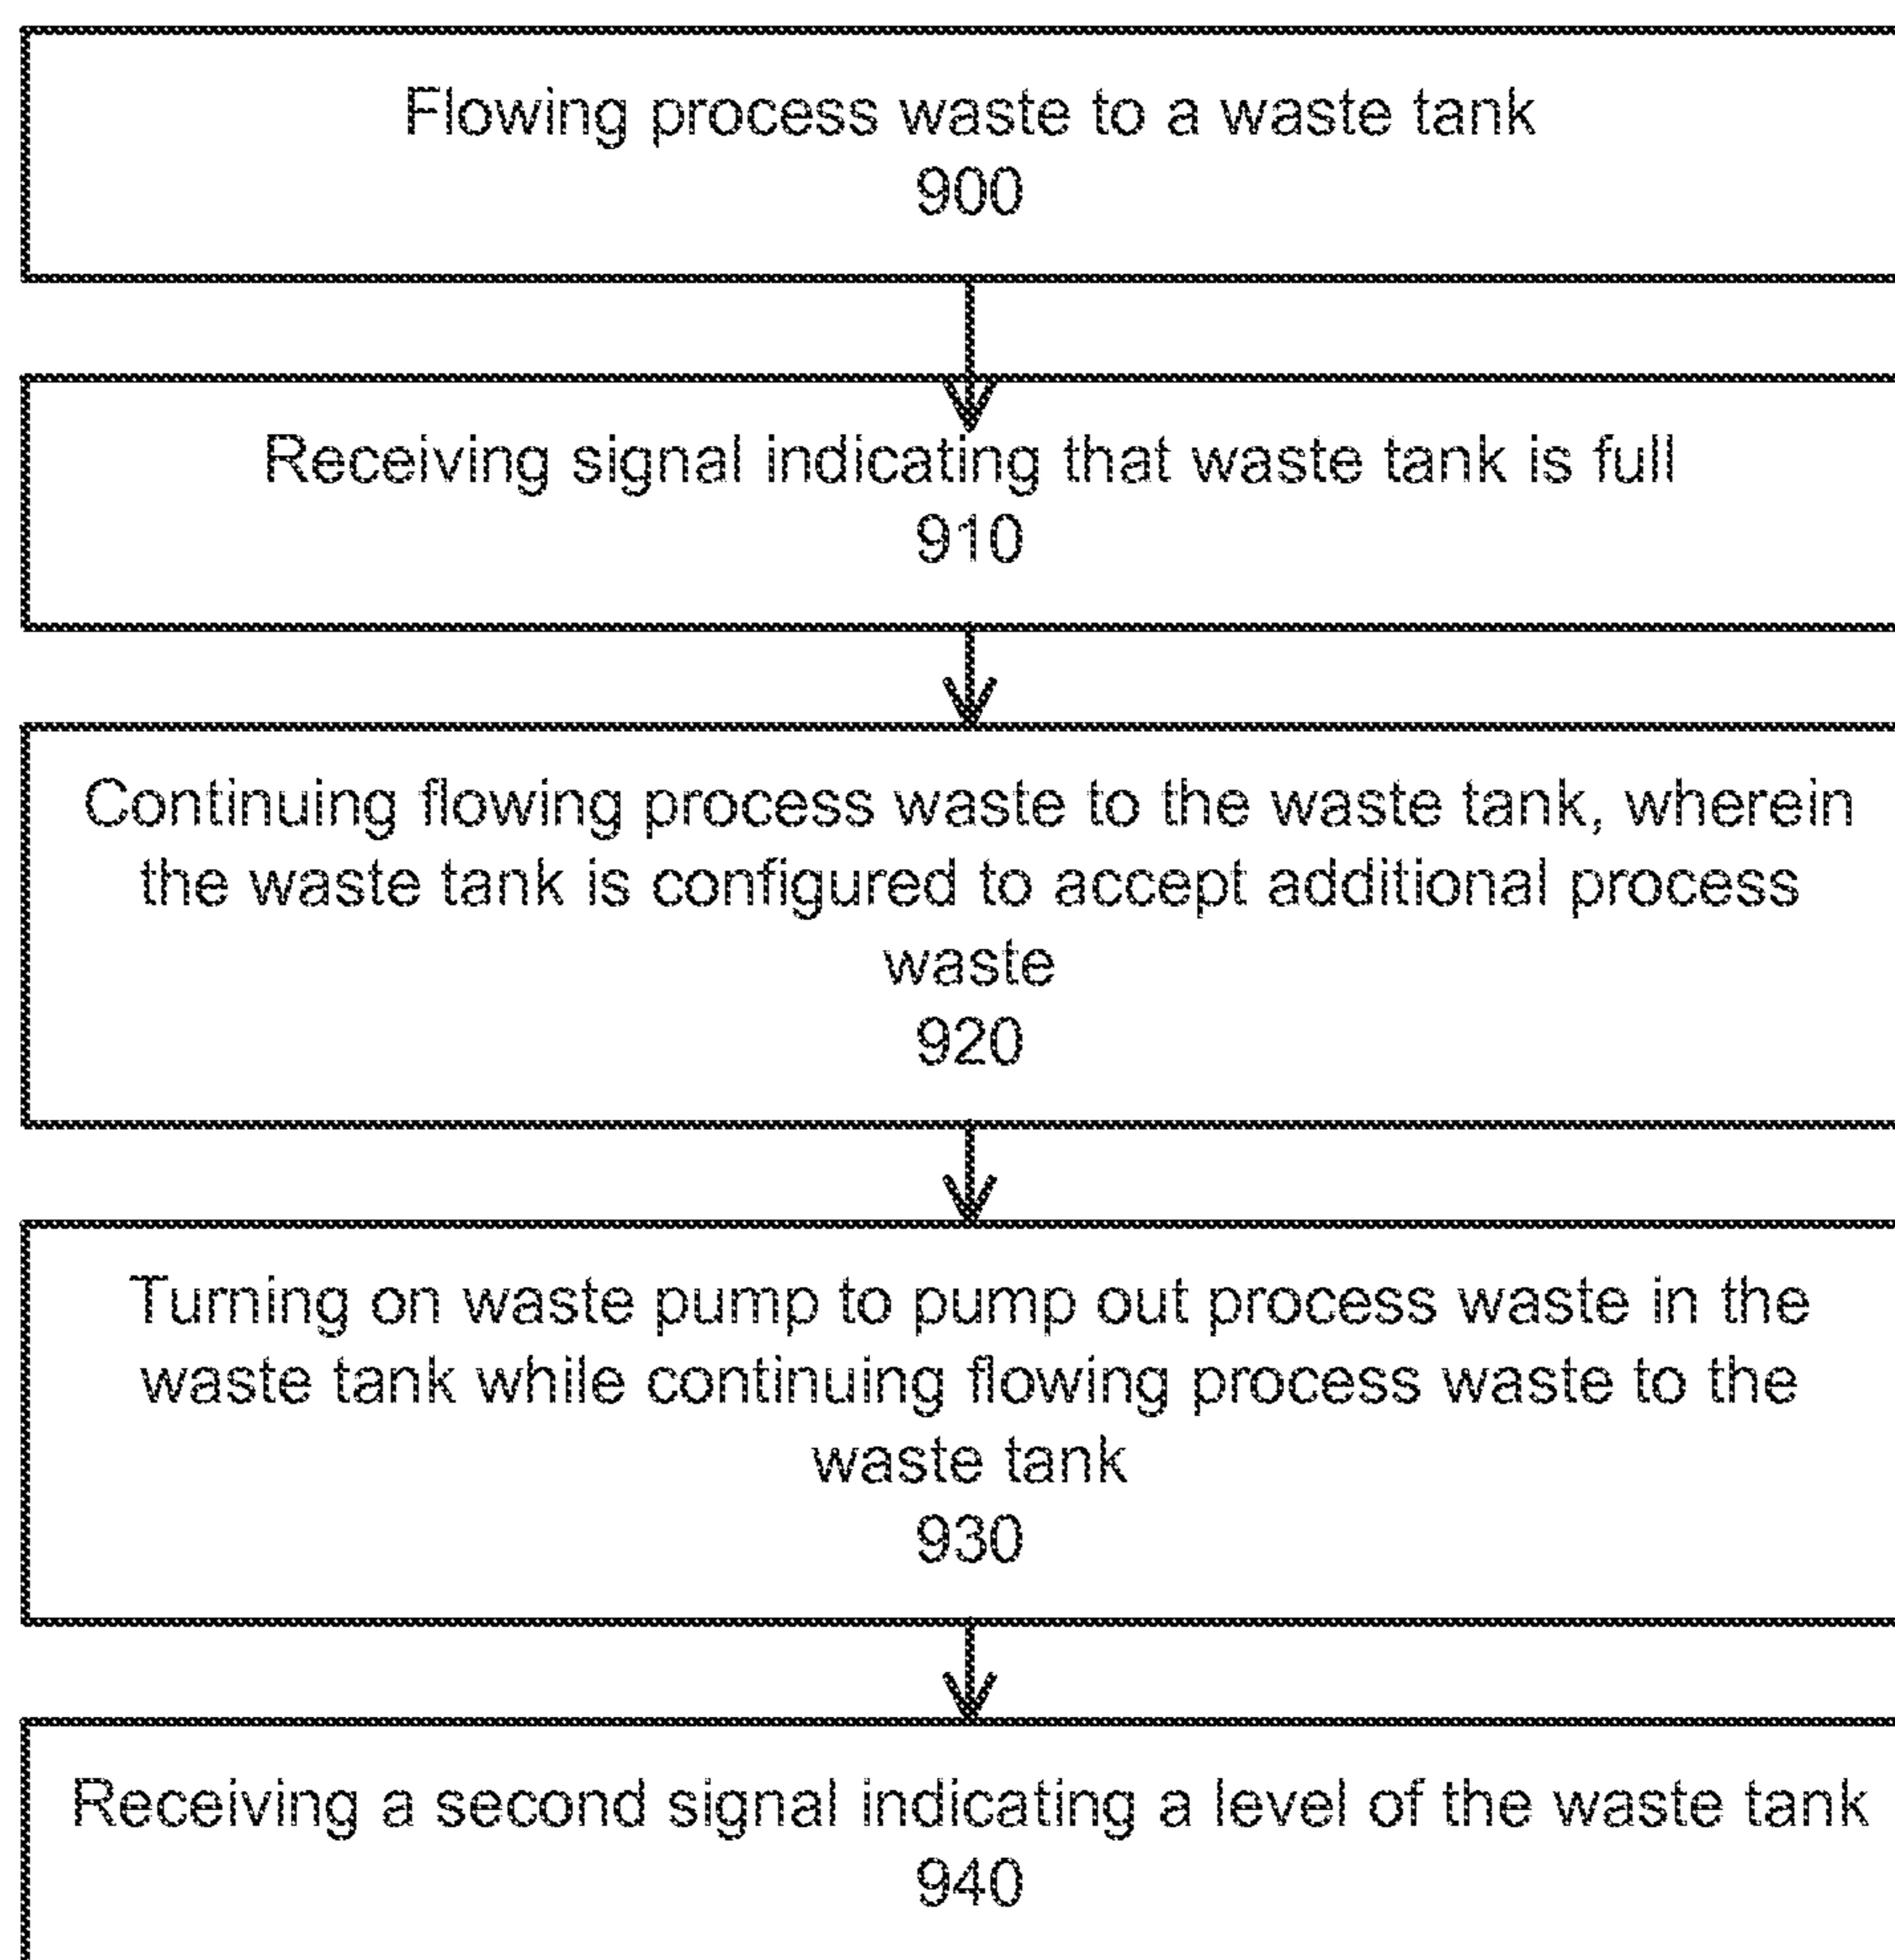 Flowing process waste to a waste tank
900
Receiving signal indicating that waste tank is full
910
Continuing flowing process waste to the waste tank, wherein
the waste tank is configured to accept additional process
waste
920
Turning on waste pump to pump out process waste in the
waste tank while continuing flowing process waste to the
waste tank
930
Receiving a second signal indicating a level of the waste tank
940